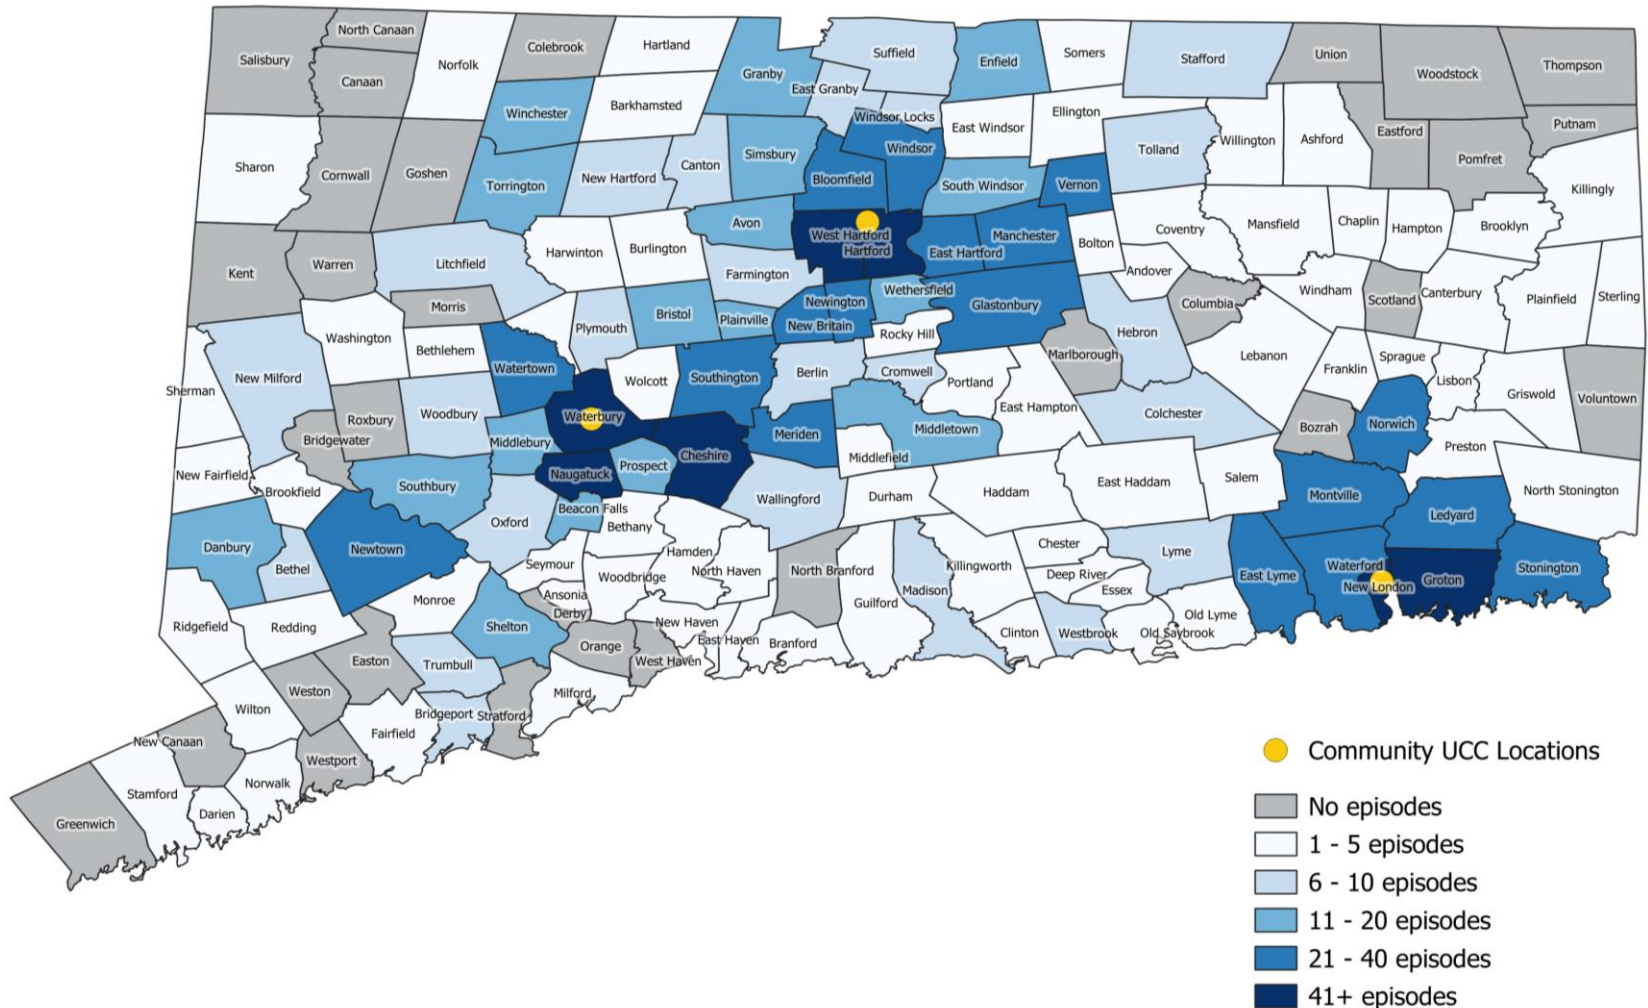 North Canaan
Salisbury
Canaan
Norfolk
Colebrook
Hartland
Granby
Suffield
East Granby
Enfield
Somers
Stafford
Union
Woodstock
Thompson
Winchester
Barkhamsted
Windsor Locks
East Windsor
Ellington
Putnam
Sharon
Cornwall
Goshen
Torrington
New Hartford
Canton
Simsbury
Bloomfield
Windsor
South Windsor
Vernon
Tolland
Willington
Ashford
Eastford
Pomfret
Killingly
Kent
Warren
Litchfield
Harwinton
Burlington
Avon
West Hartford
Hartford
East Hartford
Manchester
Bolton
Coventry
Andover
Mansfield
Chaplin
Hampton
Brooklyn
Farmington
Morris
Washington
Bethlehem
Plymouth
Bristol
Plainville
Newington
New Britain
Wethersfield
Rocky Hill
Glastonbury
Marlborough
Hebron
Columbia
Windham
Scotland
Canterbury
Plainfield
Sterling
Sherman
New Milford
Watertown
Wolcott
Southington
Berlin
Cromwell
Portland
East Hampton
Lebanon
Franklin
Sprague
Lisbon
Griswold
Voluntown
Roxbury
Bridgewater
Woodbury
Waterbury
Middlebury
Naugatuck
Prospect
Cheshire
Meriden
Middletown
Middlefield
Colchester
Bozrah
Norwich
Preston
New Fairfield
Brookfield
Southbury
Oxford
Beacon Falls
Bethany
Wallingford
Durham
Haddam
East Haddam
Salem
Montville
Ledyard
North Stonington
Danbury
Bethel
Newtown
Seymour
Woodbridge
Hamden
North Haven
North Branford
Guilford
Madison
Killingworth
Chester
Deep River
Essex
Lyme
East Lyme
Waterford
New London
Groton
Stonington
Ridgefield
Redding
Monroe
Ansonia
Derby
Shelton
Orange
New Haven
West Haven
East Haven
Branford
Clinton
Westbrook
Old Saybrook
Old Lyme
Easton
Weston
Trumbull
Milford
Wilton
Bridgeport
Stratford
Fairfield
New Canaan
Westport
Norwalk
Stamford
Darien
Greenwich
Community UCC Locations
No episodes
1 - 5 episodes
6 - 10 episodes
11 - 20 episodes
21 - 40 episodes
41+ episodes